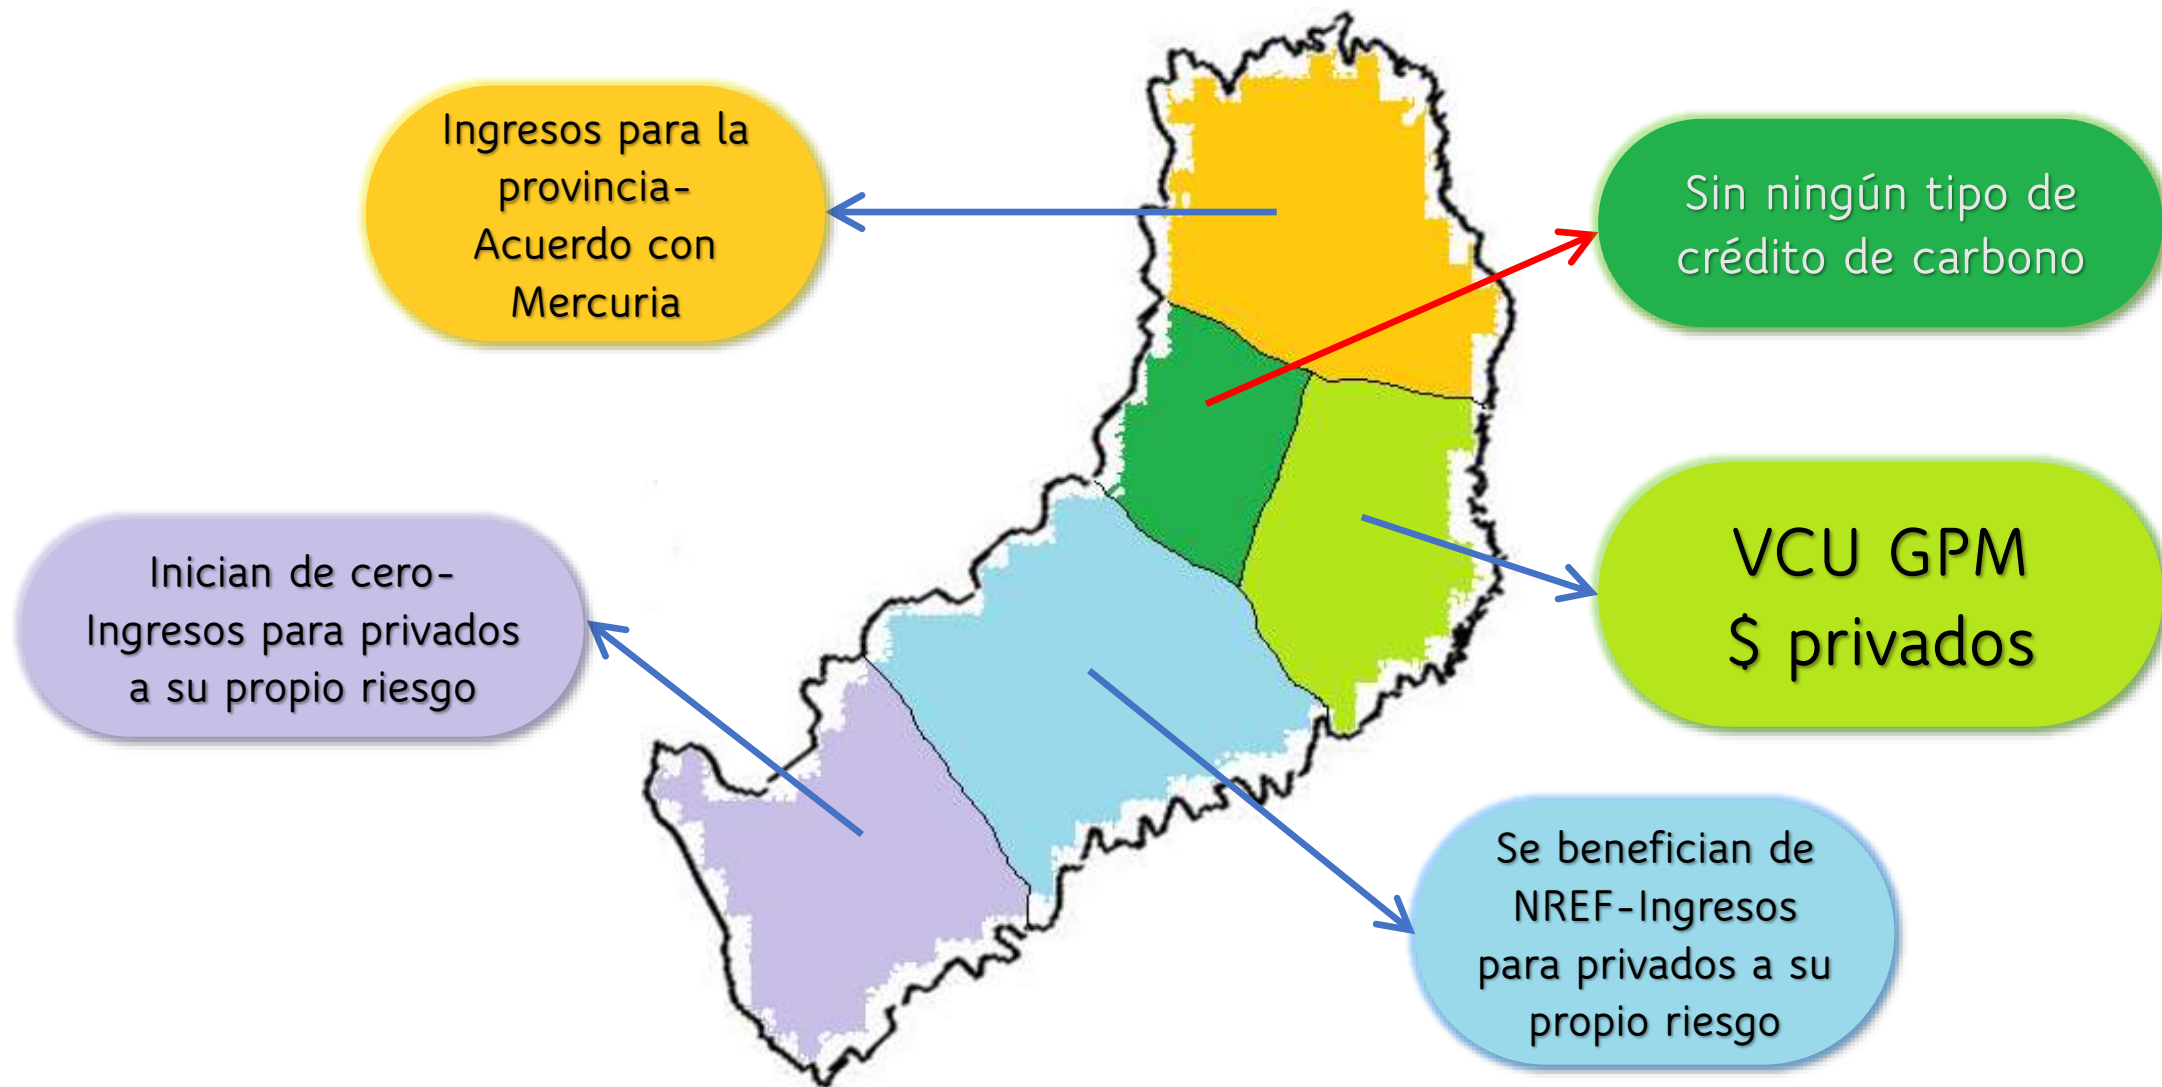 Ingresos para la
provincia-
Acuerdo con
Mercuria
Sin ningún tipo de
crédito de carbono
VCU GPM
$ privados
Inician de cero-
Ingresos para privados
a su propio riesgo
Se benefician de
NREF-Ingresos
para privados a su
propio riesgo